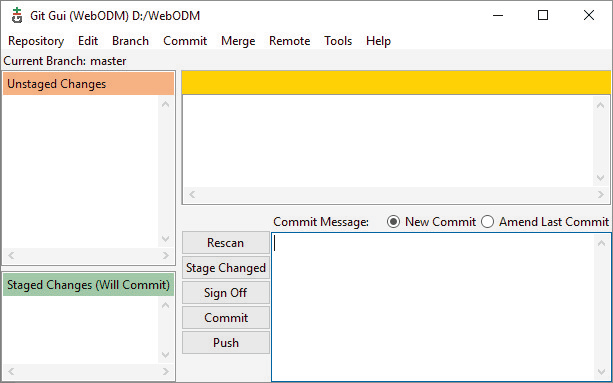 Git Gui (WebODM) D:/WebODM
Repository Edit Branch Commit Merge Remote Tools Help
Current Branch: master
Unstaged Changes
Staged Changes (Will Commit)
Commit Message: New Commit Amend Last Commit
Rescan
Stage Changed
Sign Off
Commit
Push